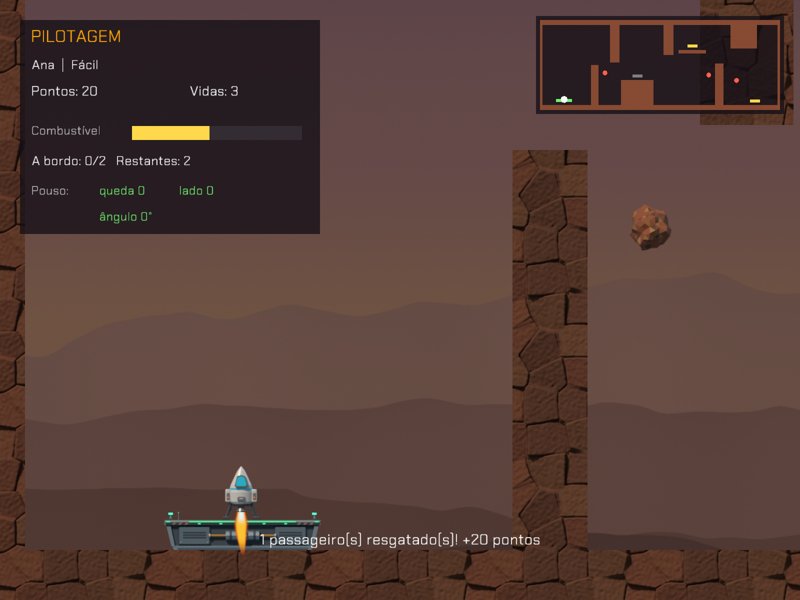 PILOTAGEM
Ana | Fácil
Pontos: 20 Vidas: 3
Combustível
A bordo: 0/2 Restantes: 2
Pouso: queda 0 lado 0
ângulo 0°
1 passageiro(s) resgatado(s)! +20 pontos